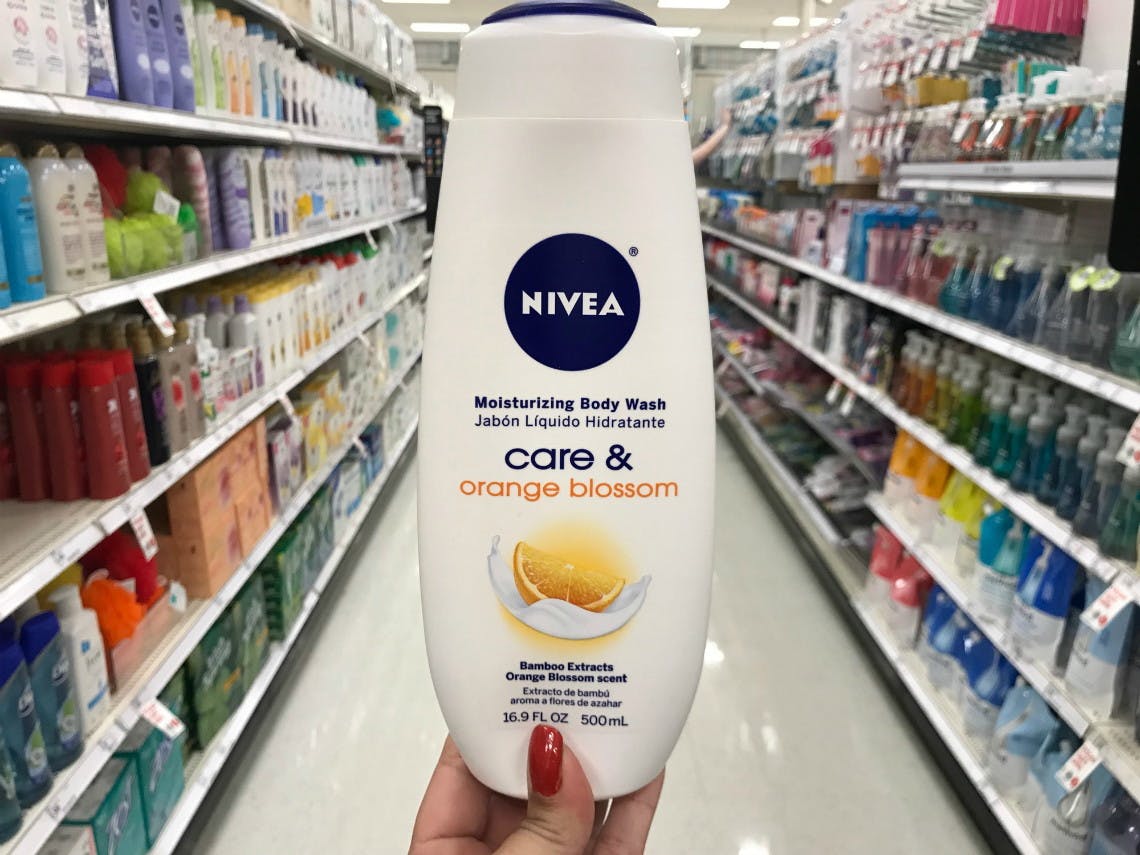 NIVEA
®
Moisturizing Body Wash
Jabón Líquido Hidratante
care &
orange blossom
Bamboo Extracts
Orange Blossom scent
Extracto de bambú
aroma a flores de azahar
16.9 FL OZ 500mL